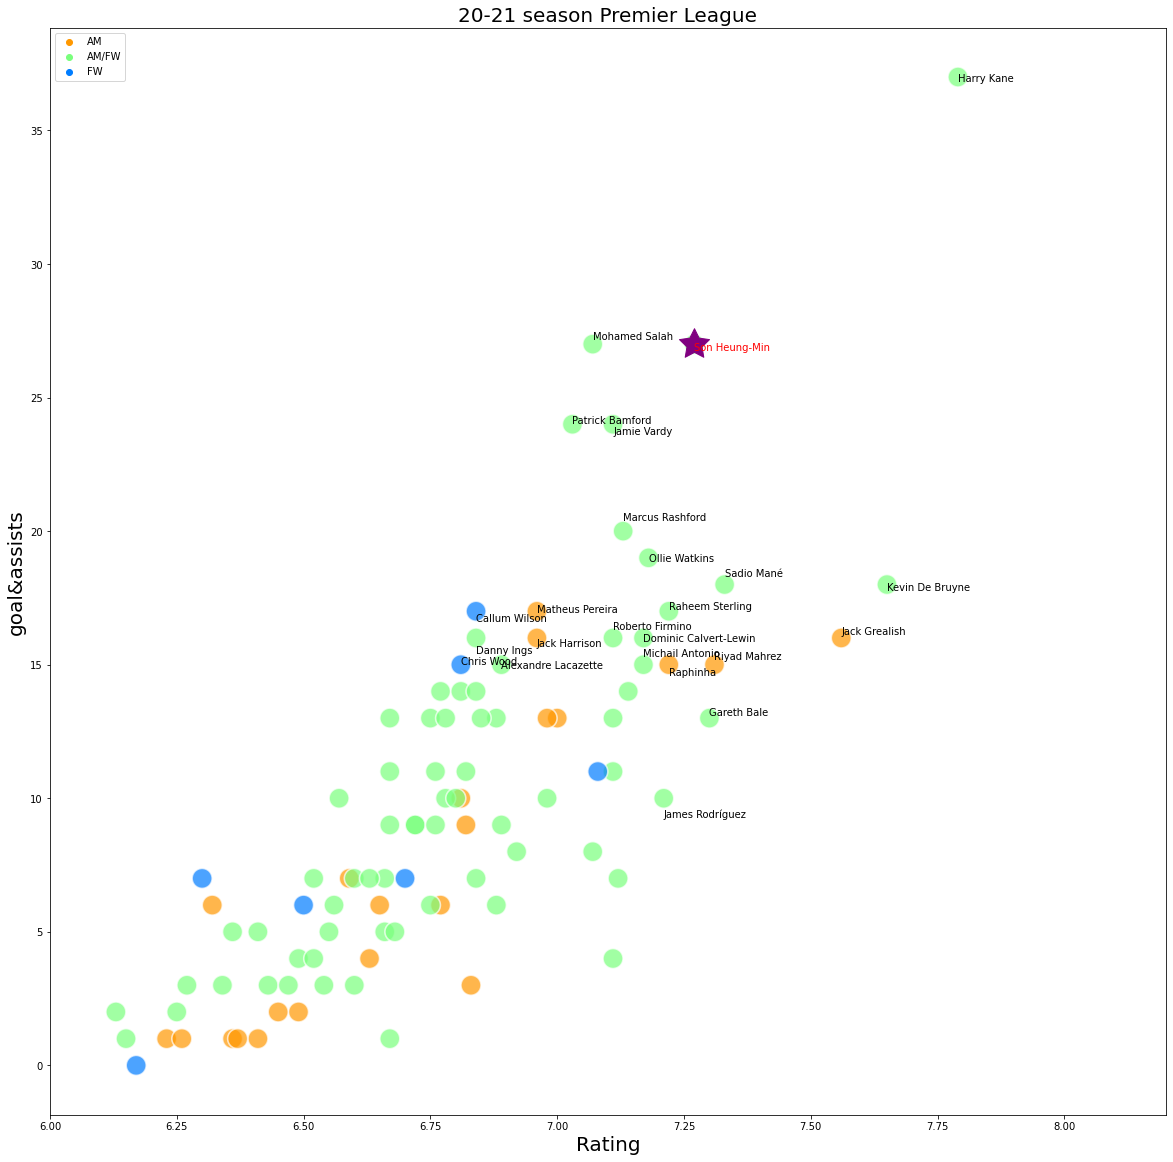 20-21 season Premier League
AM
AM/FW
FW
Harry Kane
35
30
Mohamed Salah
Son Heung-Min
25
Patrick Bamford
Jamie Vardy
Marcus Rashford
20
Ollie Watkins
Sadio Mané
Kevin De Bruyne
Matheus Pereira
Raheem Sterling
Callum Wilson
Roberto Firmino
Jack Grealish
Dominic Calvert-Lewin
Jack Harrison
Danny Ings
Michail Antonio
Riyad Mahrez
Chris Wood
Alexandre Lacazette
15
Raphinha
Gareth Bale
10
James Rodríguez
5
0
goal&assists
6.00
6.25
6.50
6.75
7.00
7.25
7.50
7.75
8.00
Rating